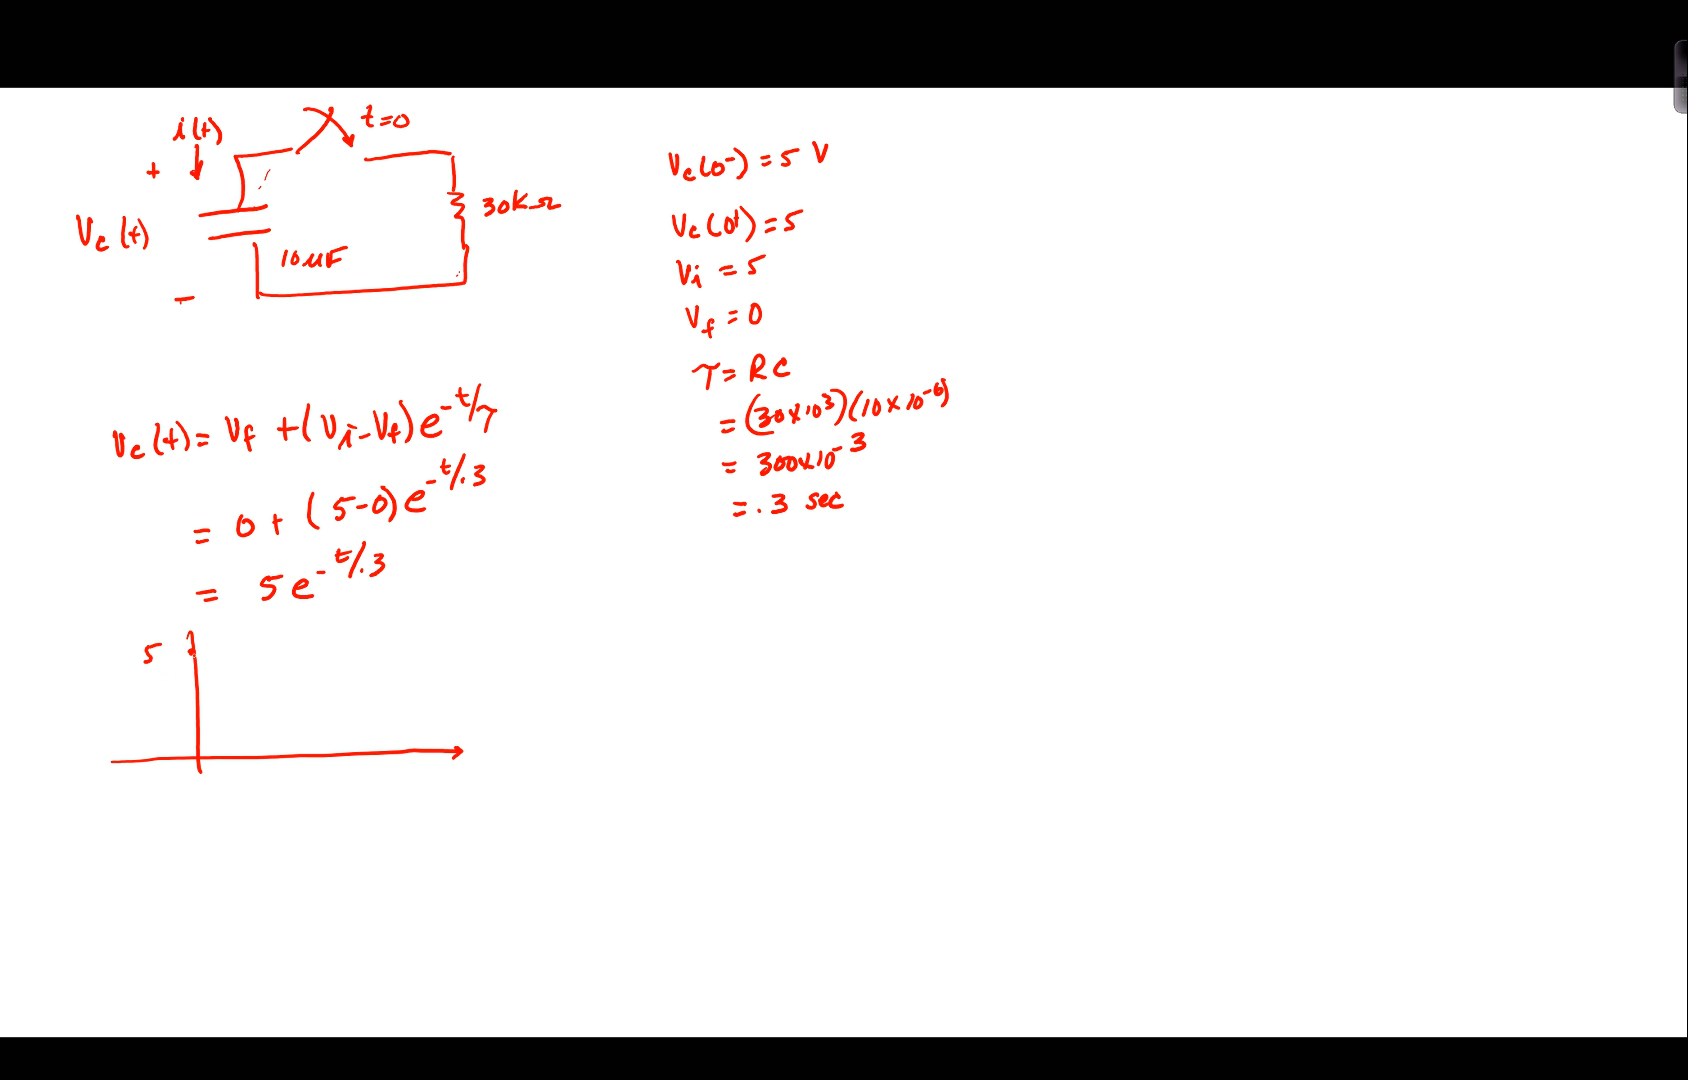 i(t)
t=0
+
Vc(t)
30kΩ
10μF
−
Vc(0⁻) = 5 V
Vc(0⁺) = 5
Vi = 5
Vf = 0
τ = RC
= (30×10³)(10×10⁻⁶)
= 300×10⁻³
= .3 sec
Vc(t) = Vf + (Vi−Vf)e^-t/τ
= 0 + (5−0)e^-t/.3
= 5e^-t/.3
5